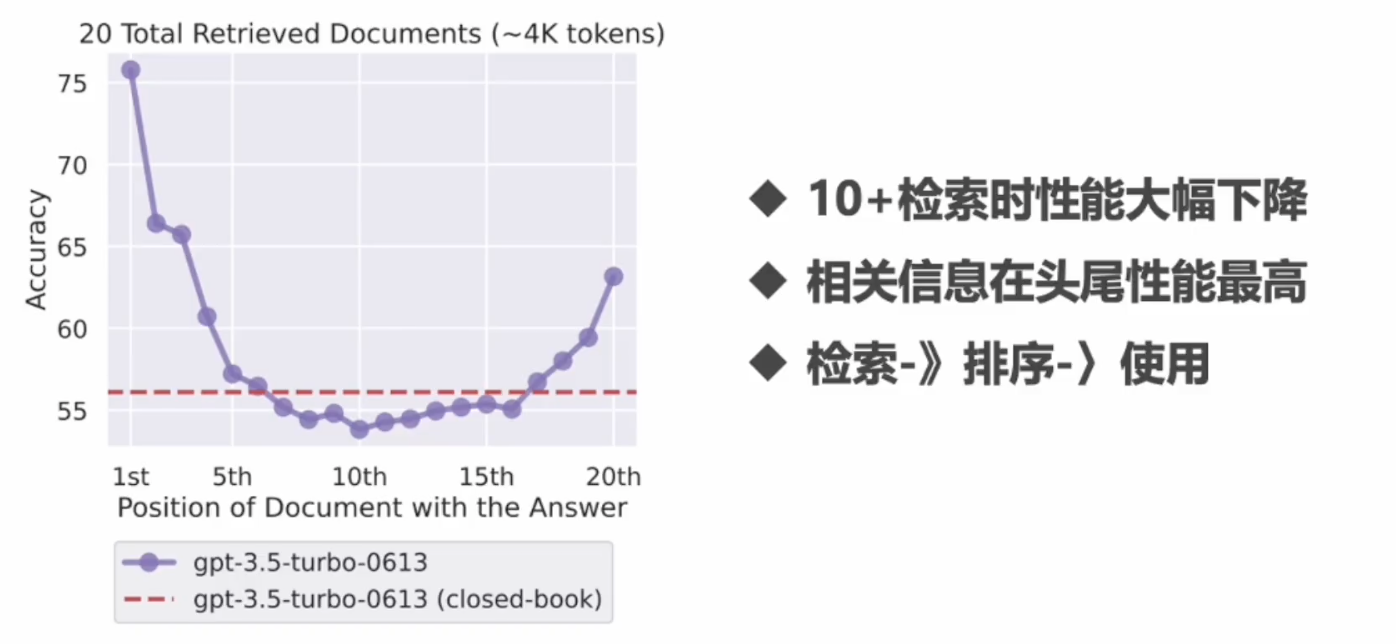 20 Total Retrieved Documents (~4K tokens)
75
70
65
60
55
Accuracy
1st 5th 10th 15th 20th
Position of Document with the Answer
gpt-3.5-turbo-0613
gpt-3.5-turbo-0613 (closed-book)
◆ 10+检索时性能大幅下降
◆ 相关信息在头尾性能最高
◆ 检索-》排序-〉使用